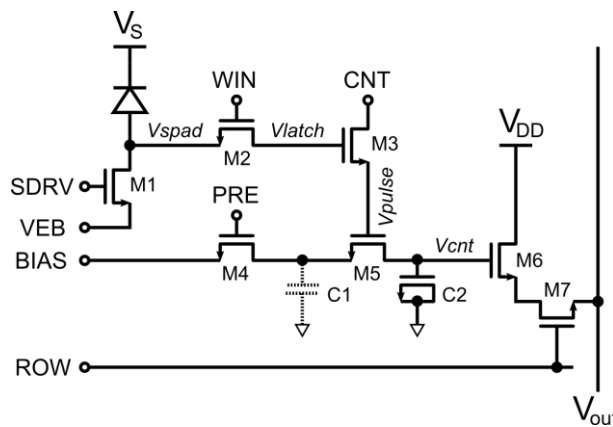 VS
WIN
CNT
Vspad
Vlatch
M3
VDD
M2
SDRV
M1
VEB
PRE
Vpulse
BIAS
M4
M5
Vcnt
M6
C1
C2
M7
ROW
Vout